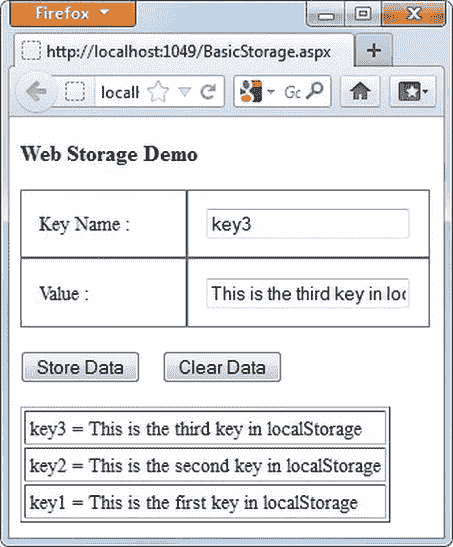 Firefox
http://localhost:1049/BasicStorage.aspx
locall
Go
Web Storage Demo
Key Name :
key3
Value :
This is the third key in loc
Store Data
Clear Data
key3 = This is the third key in localStorage
key2 = This is the second key in localStorage
key1 = This is the first key in localStorage